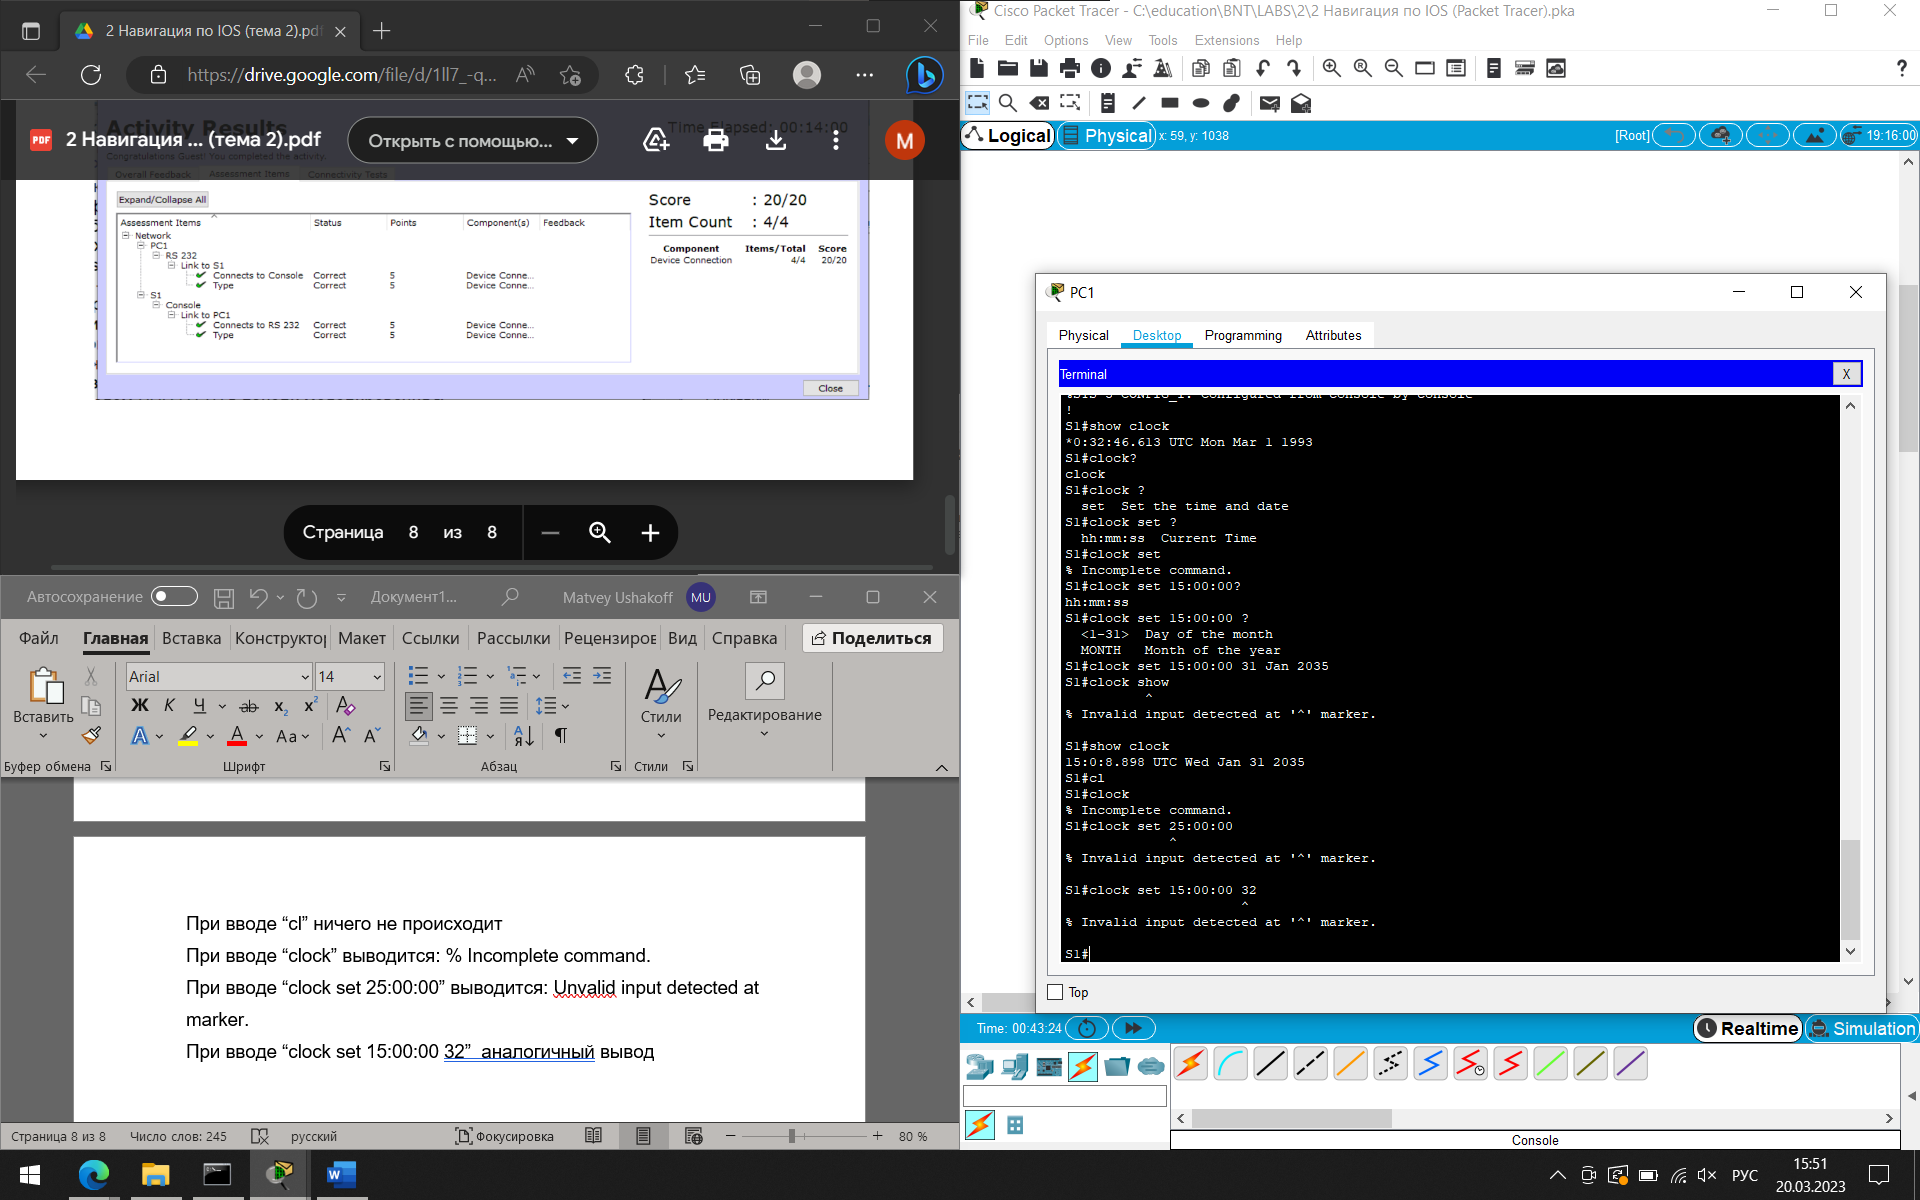 2 Навигация по IOS (тема 2).pdf
https://drive.google.com/file/d/1ll7_-q...
Activity Results
Time Elapsed: 00:14:00
PDF
2 Навигация ... (тема 2).pdf
Открыть с помощью...
M
Congratulations Guest! You completed the activity.
Overall Feedback
Assessment Items
Connectivity Tests
Expand/Collapse All
Assessment Items Status Points Component(s) Feedback
Network
PC1
RS 232
Link to S1
Connects to Console Correct 5 Device Conne...
Type Correct 5 Device Conne...
S1
Console
Link to PC1
Connects to RS 232 Correct 5 Device Conne...
Type Correct 5 Device Conne...
Score : 20/20
Item Count : 4/4
Component Items/Total Score
Device Connection 4/4 20/20
Close
Страница 8 из 8
Автосохранение
Документ1...
Matvey Ushakoff
MU
Файл Главная Вставка Конструктор Макет Ссылки Рассылки Рецензиров Вид Справка
Поделиться
Вставить
Буфер обмена
Arial
14
Ж К Ч ab x₂ x²
Шрифт
Абзац
Стили
Стили
Редактирование
При вводе “cl” ничего не происходит
При вводе “clock” выводится: % Incomplete command.
При вводе “clock set 25:00:00” выводится: Unvalid input detected at
marker.
При вводе “clock set 15:00:00 32” аналогичный вывод
Страница 8 из 8
Число слов: 245
русский
Фокусировка
80 %
Cisco Packet Tracer - C:\education\BNT\LABS\2\2 Навигация по IOS (Packet Tracer).pka
File Edit Options View Tools Extensions Help
Logical
Physical
x: 59, y: 1038
[Root]
19:16:00
PC1
Physical Desktop Programming Attributes
Terminal
X
%SYS-5-CONFIG_I: Configured from console by console
!
S1#show clock
*0:32:46.613 UTC Mon Mar 1 1993
S1#clock?
clock
S1#clock ?
set Set the time and date
S1#clock set ?
hh:mm:ss Current Time
S1#clock set
% Incomplete command.
S1#clock set 15:00:00?
hh:mm:ss
S1#clock set 15:00:00 ?
<1-31> Day of the month
MONTH Month of the year
S1#clock set 15:00:00 31 Jan 2035
S1#clock show
^
% Invalid input detected at '^' marker.
S1#show clock
15:0:8.898 UTC Wed Jan 31 2035
S1#cl
S1#clock
% Incomplete command.
S1#clock set 25:00:00
^
% Invalid input detected at '^' marker.
S1#clock set 15:00:00 32
^
% Invalid input detected at '^' marker.
S1#
Top
Time: 00:43:24
Realtime
Simulation
Console
РУС
15:51
20.03.2023